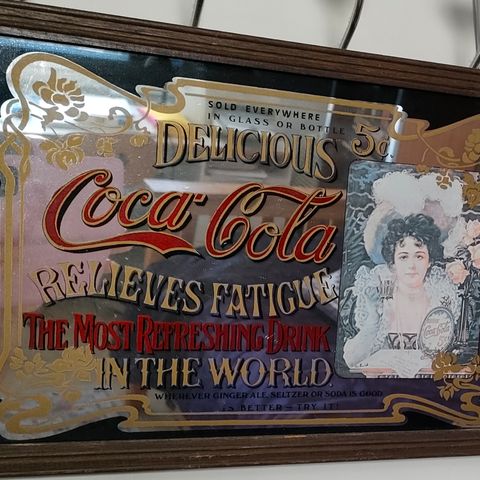 SOLD EVERYWHERE
IN GLASS OR BOTTLE
5¢
DELICIOUS
Coca-Cola
RELIEVES FATIGUE
THE MOST REFRESHING DRINK
IN THE WORLD.
WHEREVER GINGER ALE, SELTZER OR SODA IS GOOD
IS BETTER – TRY IT!
Coca-Cola